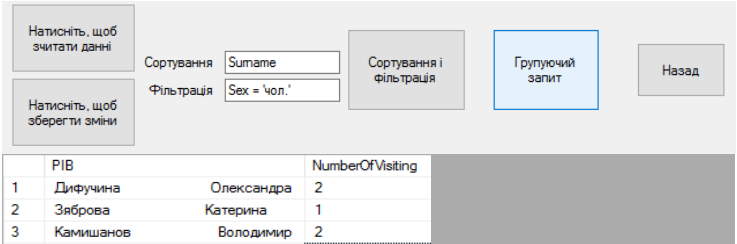 Натисніть, щоб
зчитати данні
Натисніть, щоб
зберегти зміни
Сортування Surname
Фільтрація Sex = 'чол.'
Сортування і
фільтрація
Групуючий
запит
Назад
PIB NumberOfVisiting
1 Дифучина Олександра 2
2 Зяброва Катерина 1
3 Камишанов Володимир 2